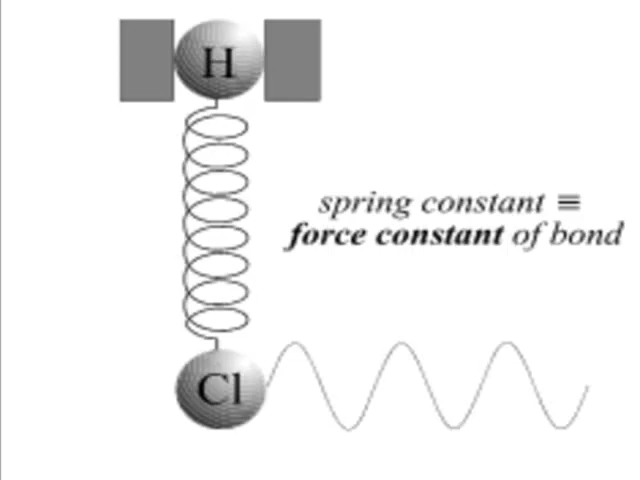 H
spring constant ≡
force constant of bond
Cl